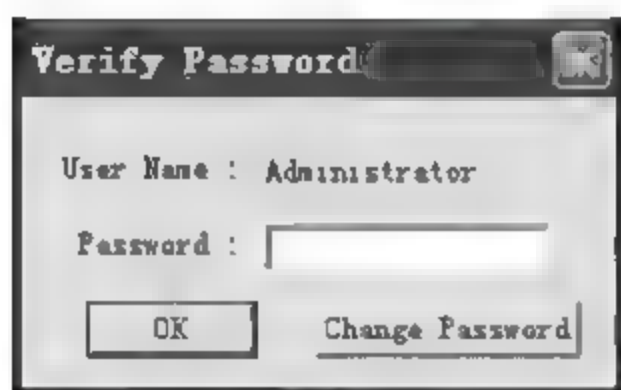 Verify Password
User Name : Administrator
Password :
OK Change Password